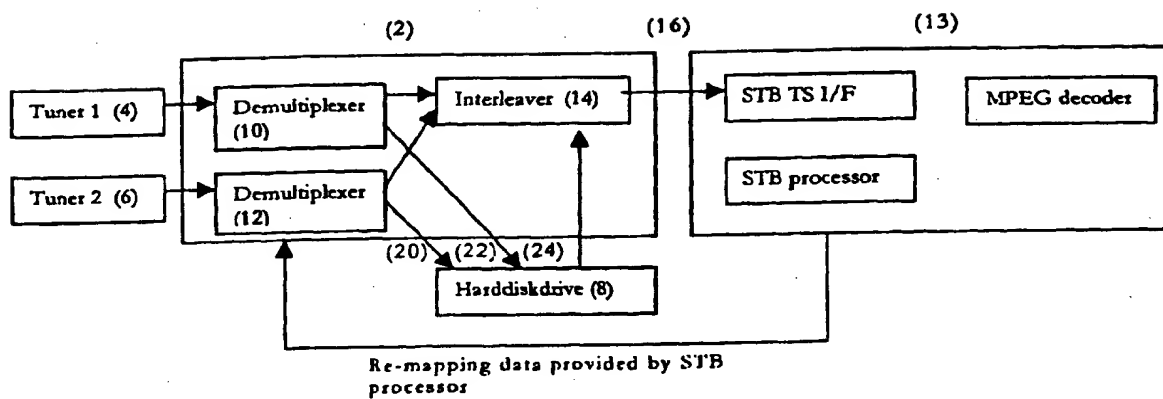 (2) (16) (13)
Tuner 1 (4)
Demultiplexer
(10)
Interleaver (14)
STB TS I/F
MPEG decoder
Tuner 2 (6)
Demultiplexer
(12)
STB processor
(20) (22) (24)
Harddiskdrive (8)
Re-mapping data provided by STB
processor